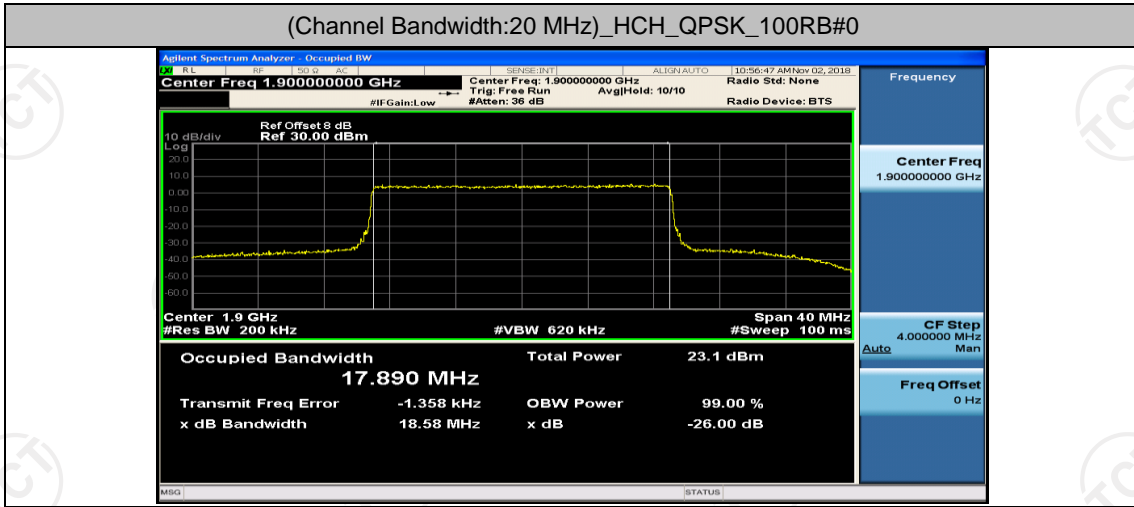 (Channel Bandwidth:20 MHz)_HCH_QPSK_100RB#0
Agilent Spectrum Analyzer - Occupied BW
LXI RL RF 50 Ω AC SENSE:INT ALIGNAUTO 10:56:47 AM Nov 02, 2018
Center Freq 1.900000000 GHz
Center Freq: 1.900000000 GHz Radio Std: None
Trig: Free Run Avg|Hold: 10/10
#IFGain:Low #Atten: 36 dB Radio Device: BTS
Frequency
Ref Offset 8 dB
10 dB/div Ref 30.00 dBm
Log
20.0
10.0
0.00
-10.0
-20.0
-30.0
-40.0
-50.0
-60.0
Center 1.9 GHz Span 40 MHz
#Res BW 200 kHz #VBW 620 kHz #Sweep 100 ms
Center Freq
1.900000000 GHz
CF Step
4.000000 MHz
Auto Man
Freq Offset
0 Hz
Occupied Bandwidth Total Power 23.1 dBm
17.890 MHz
Transmit Freq Error -1.358 kHz OBW Power 99.00 %
x dB Bandwidth 18.58 MHz x dB -26.00 dB
MSG STATUS
TCT
TCT
CT
TC